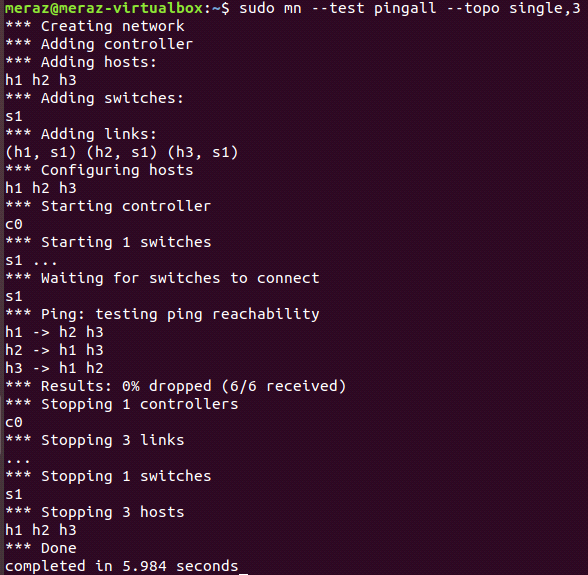 meraz@meraz-virtualbox:~$ sudo mn --test pingall --topo single,3
*** Creating network
*** Adding controller
*** Adding hosts:
h1 h2 h3
*** Adding switches:
s1
*** Adding links:
(h1, s1) (h2, s1) (h3, s1)
*** Configuring hosts
h1 h2 h3
*** Starting controller
c0
*** Starting 1 switches
s1 ...
*** Waiting for switches to connect
s1
*** Ping: testing ping reachability
h1 -> h2 h3
h2 -> h1 h3
h3 -> h1 h2
*** Results: 0% dropped (6/6 received)
*** Stopping 1 controllers
c0
*** Stopping 3 links
...
*** Stopping 1 switches
s1
*** Stopping 3 hosts
h1 h2 h3
*** Done
completed in 5.984 seconds